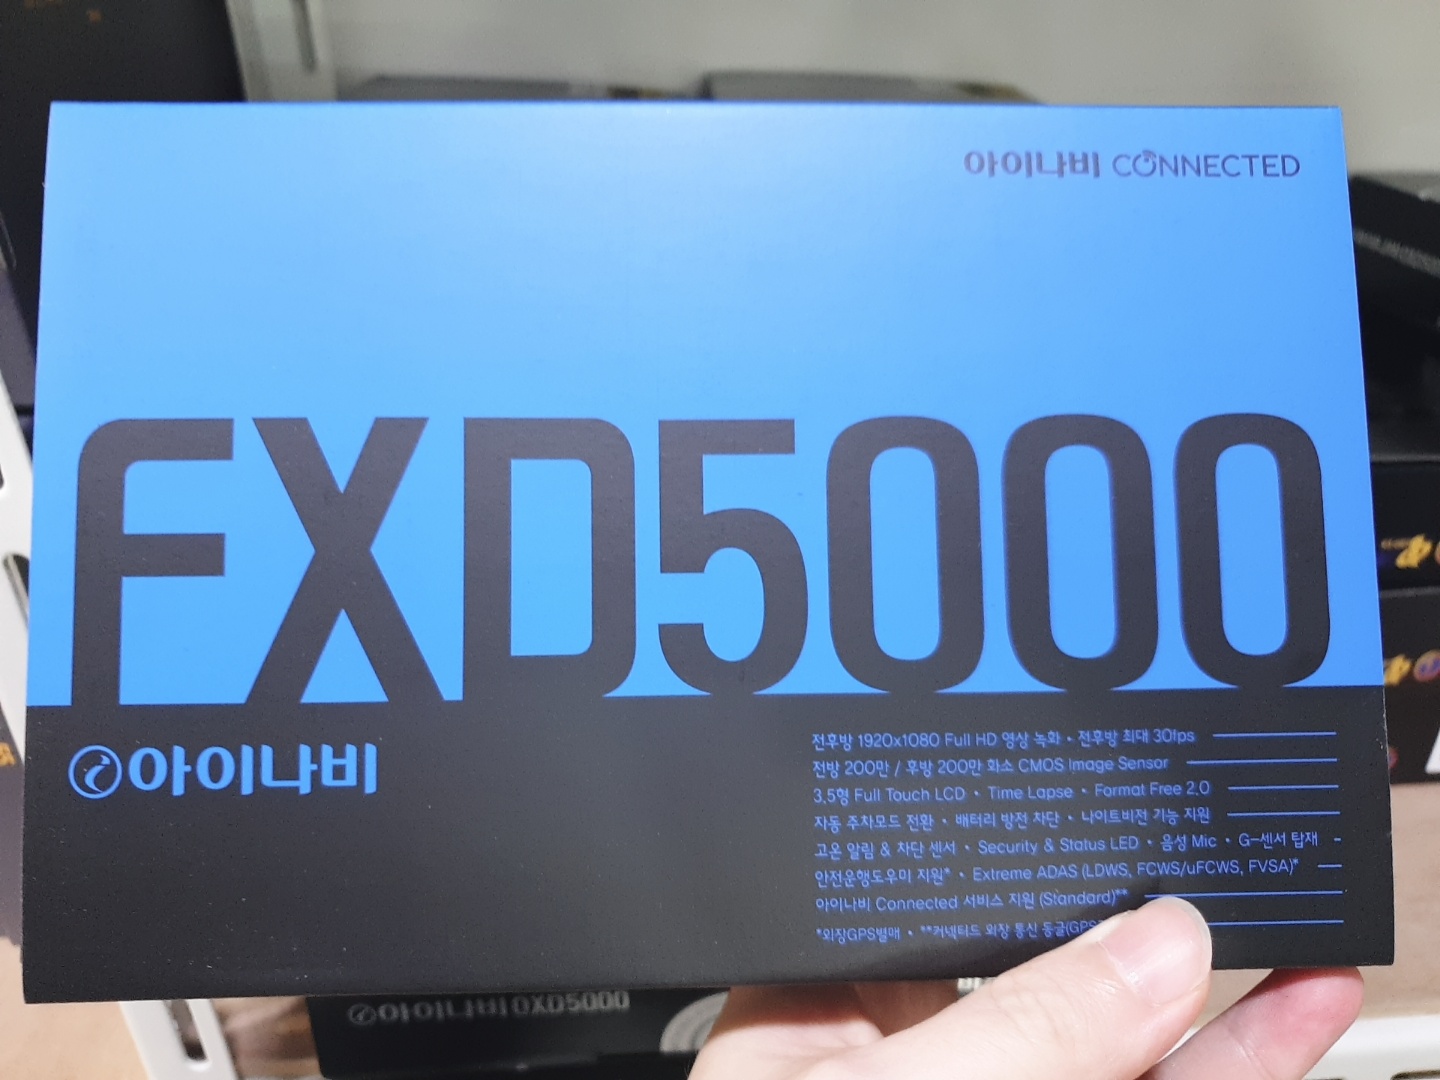 아이나비 CONNECTED
FXD5000
아이나비
전후방 1920x1080 Full HD 영상 녹화 • 전후방 최대 30fps
전방 200만 / 후방 200만 화소 CMOS Image Sensor
3.5형 Full Touch LCD • Time Lapse • Format Free 2.0
자동 주차모드 전환 • 배터리 방전 차단 • 나이트비전 기능 지원
고온 알림 & 차단 센서 • Security & Status LED • 음성 Mic • G-센서 탑재
안전운행도우미 지원* • Extreme ADAS (LDWS, FCWS/uFCWS, FVSA)*
아이나비 Connected 서비스 지원 (Standard)**
*외장GPS별매 • **커넥티드 외장 통신 동글(GPS
아이나비 QXD5000